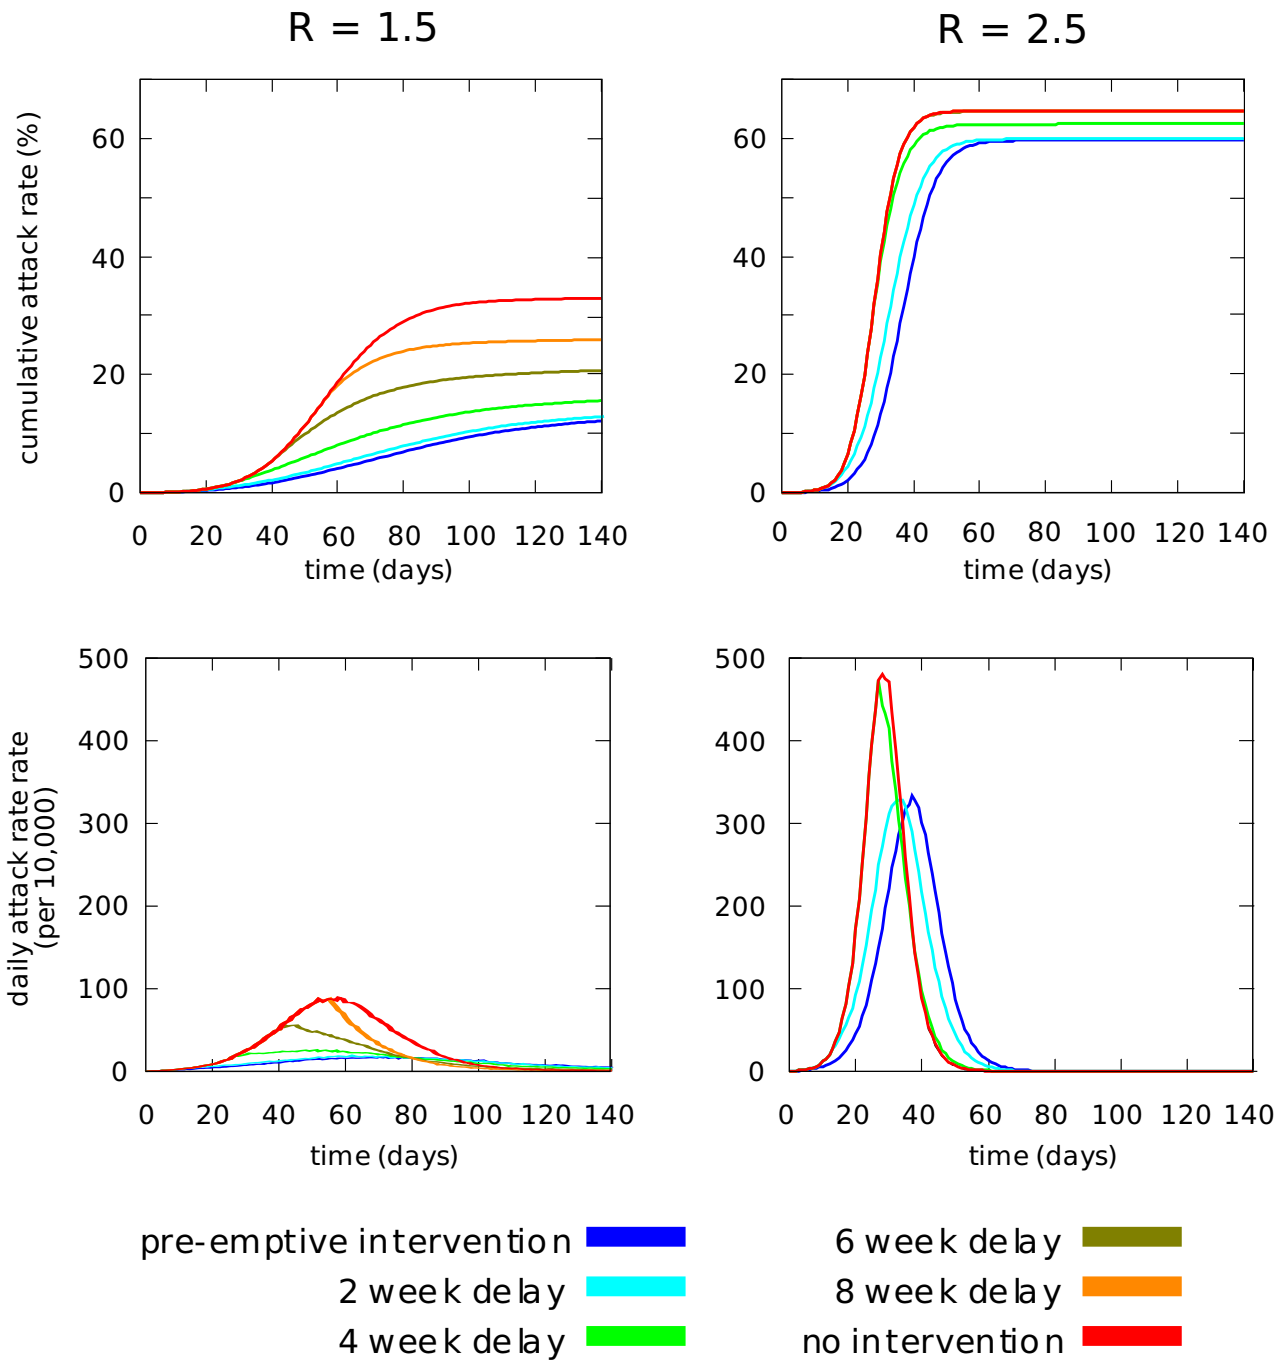 R = 1.5
R = 2.5
cumulative attack rate (%)
60
40
20
0
0 20 40 60 80 100 120 140
time (days)
60
40
20
0
0 20 40 60 80 100 120 140
time (days)
daily attack rate rate
(per 10,000)
500
400
300
200
100
0
0 20 40 60 80 100 120 140
time (days)
500
400
300
200
100
0
0 20 40 60 80 100 120 140
time (days)
pre-emptive intervention
2 week delay
4 week delay
6 week delay
8 week delay
no intervention